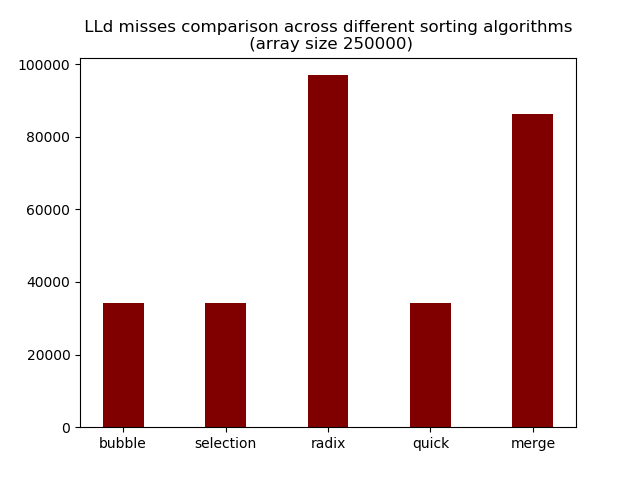 LLd misses comparison across different sorting algorithms
(array size 250000)
100000
80000
60000
40000
20000
0
bubble selection radix quick merge